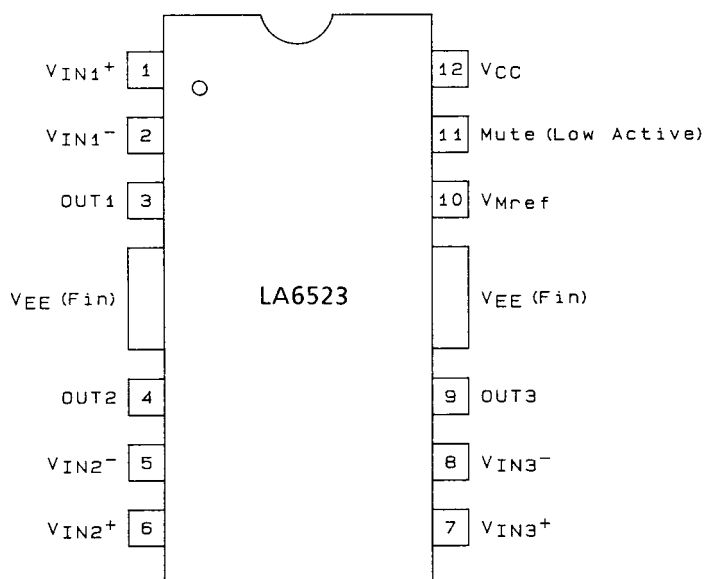 VIN1+ 1 12 VCC
VIN1- 2 11 Mute (Low Active)
OUT1 3 10 VMref
VEE (Fin) LA6523 VEE (Fin)
OUT2 4 9 OUT3
VIN2- 5 8 VIN3-
VIN2+ 6 7 VIN3+